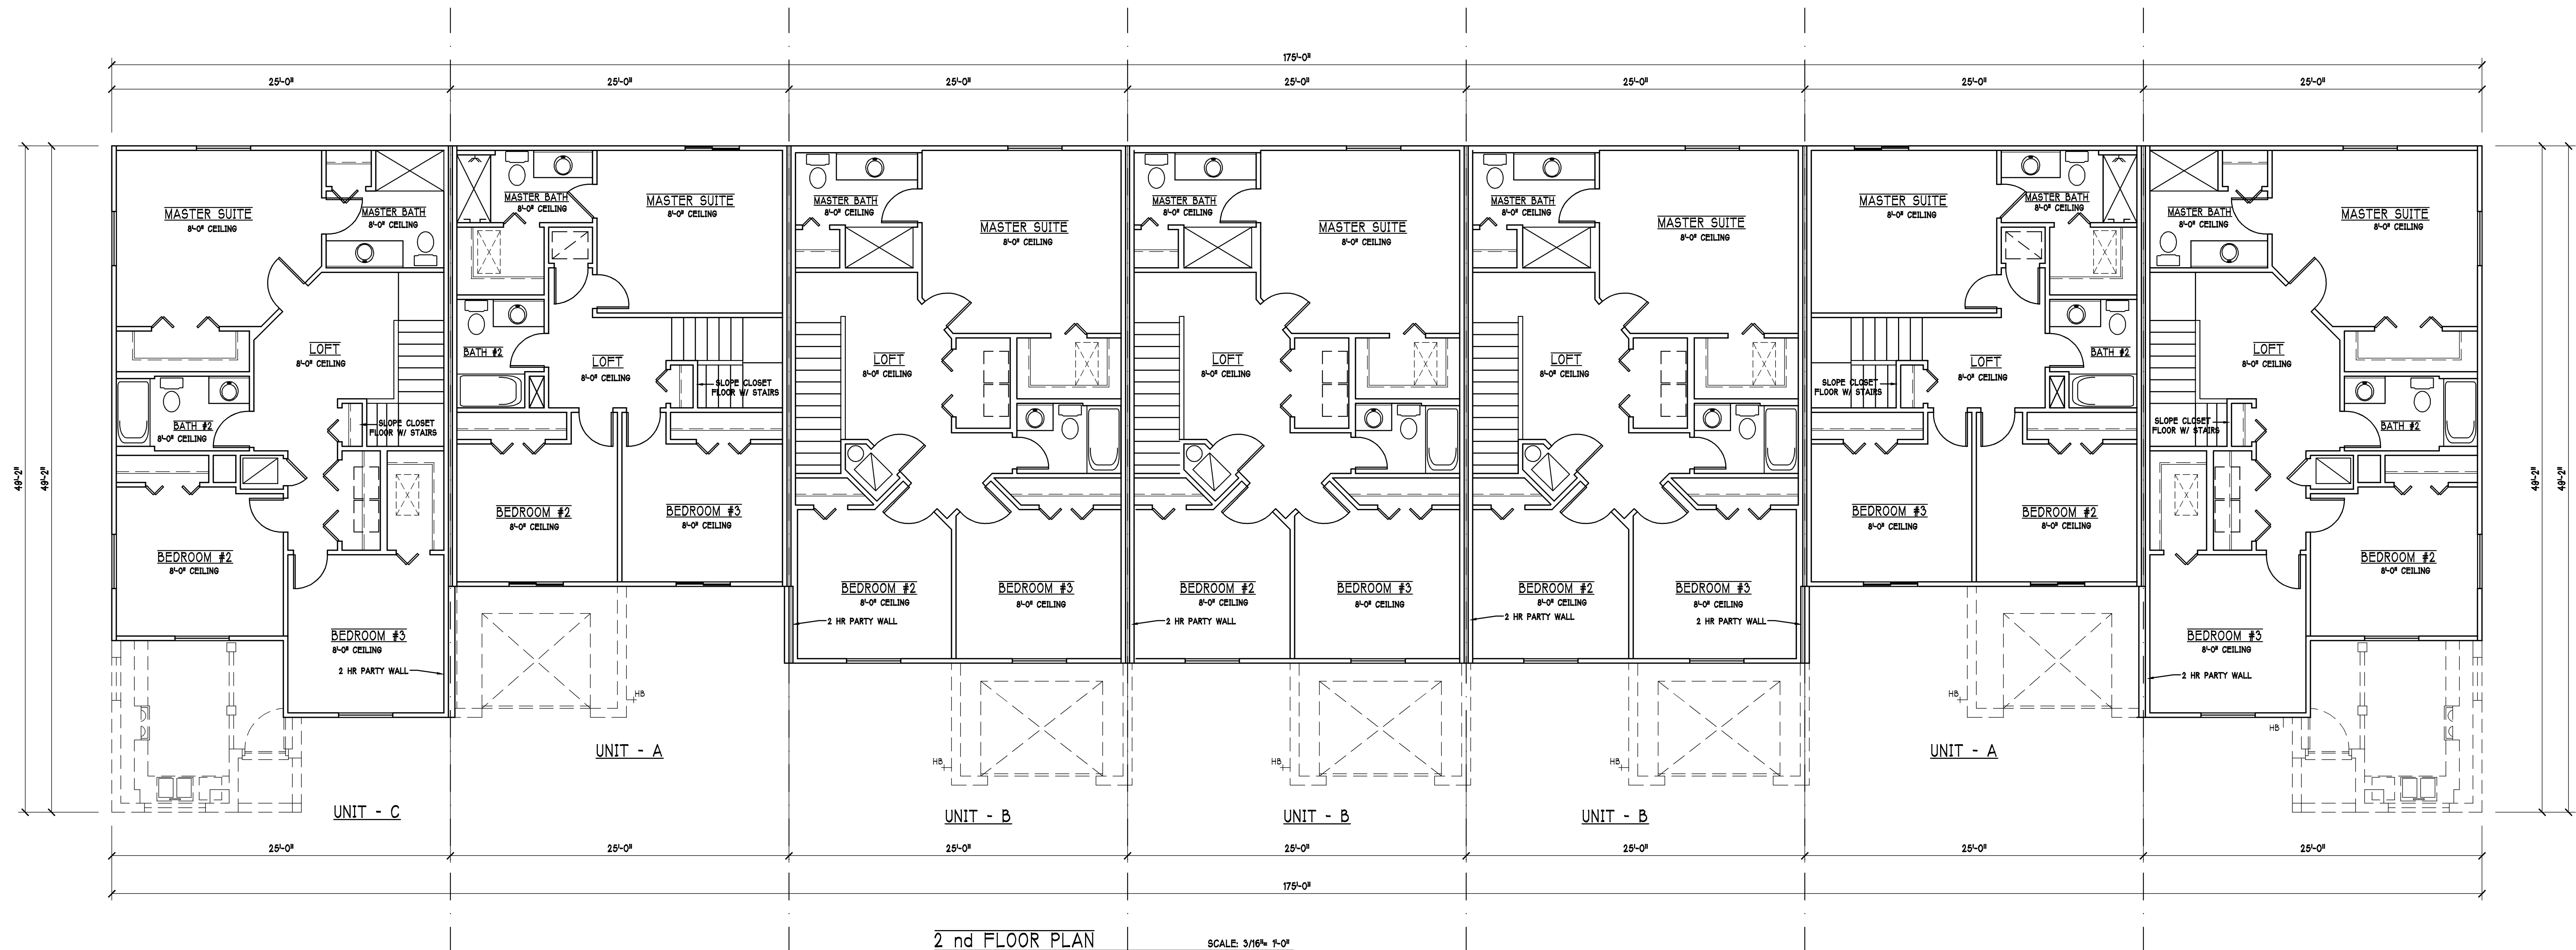 175'-0"
25'-0"
25'-0"
25'-0"
25'-0"
25'-0"
25'-0"
25'-0"
49'-2"
49'-2"
MASTER SUITE
8'-0" CEILING
MASTER BATH
8'-0" CEILING
LOFT
8'-0" CEILING
BATH #2
8'-0" CEILING
SLOPE CLOSET
FLOOR W/ STAIRS
BEDROOM #2
8'-0" CEILING
BEDROOM #3
8'-0" CEILING
2 HR PARTY WALL
UNIT - C
MASTER BATH
8'-0" CEILING
MASTER SUITE
8'-0" CEILING
BATH #2
LOFT
8'-0" CEILING
SLOPE CLOSET
FLOOR W/ STAIRS
BEDROOM #2
8'-0" CEILING
BEDROOM #3
8'-0" CEILING
HB
UNIT - A
MASTER BATH
8'-0" CEILING
MASTER SUITE
8'-0" CEILING
LOFT
8'-0" CEILING
BEDROOM #2
8'-0" CEILING
BEDROOM #3
8'-0" CEILING
2 HR PARTY WALL
HB
UNIT - B
MASTER BATH
8'-0" CEILING
MASTER SUITE
8'-0" CEILING
LOFT
8'-0" CEILING
BEDROOM #2
8'-0" CEILING
BEDROOM #3
8'-0" CEILING
2 HR PARTY WALL
HB
UNIT - B
MASTER BATH
8'-0" CEILING
MASTER SUITE
8'-0" CEILING
LOFT
8'-0" CEILING
BEDROOM #2
8'-0" CEILING
BEDROOM #3
8'-0" CEILING
2 HR PARTY WALL
2 HR PARTY WALL
HB
UNIT - B
MASTER SUITE
8'-0" CEILING
MASTER BATH
8'-0" CEILING
LOFT
8'-0" CEILING
BATH #2
SLOPE CLOSET
FLOOR W/ STAIRS
BEDROOM #3
8'-0" CEILING
BEDROOM #2
8'-0" CEILING
HB
UNIT - A
MASTER BATH
8'-0" CEILING
MASTER SUITE
8'-0" CEILING
LOFT
8'-0" CEILING
SLOPE CLOSET
FLOOR W/ STAIRS
BATH #2
BEDROOM #2
8'-0" CEILING
BEDROOM #3
8'-0" CEILING
2 HR PARTY WALL
HB
49'-2"
49'-2"
25'-0"
25'-0"
25'-0"
25'-0"
25'-0"
25'-0"
25'-0"
175'-0"
2 nd FLOOR PLAN
SCALE: 3/16"= 1'-0"